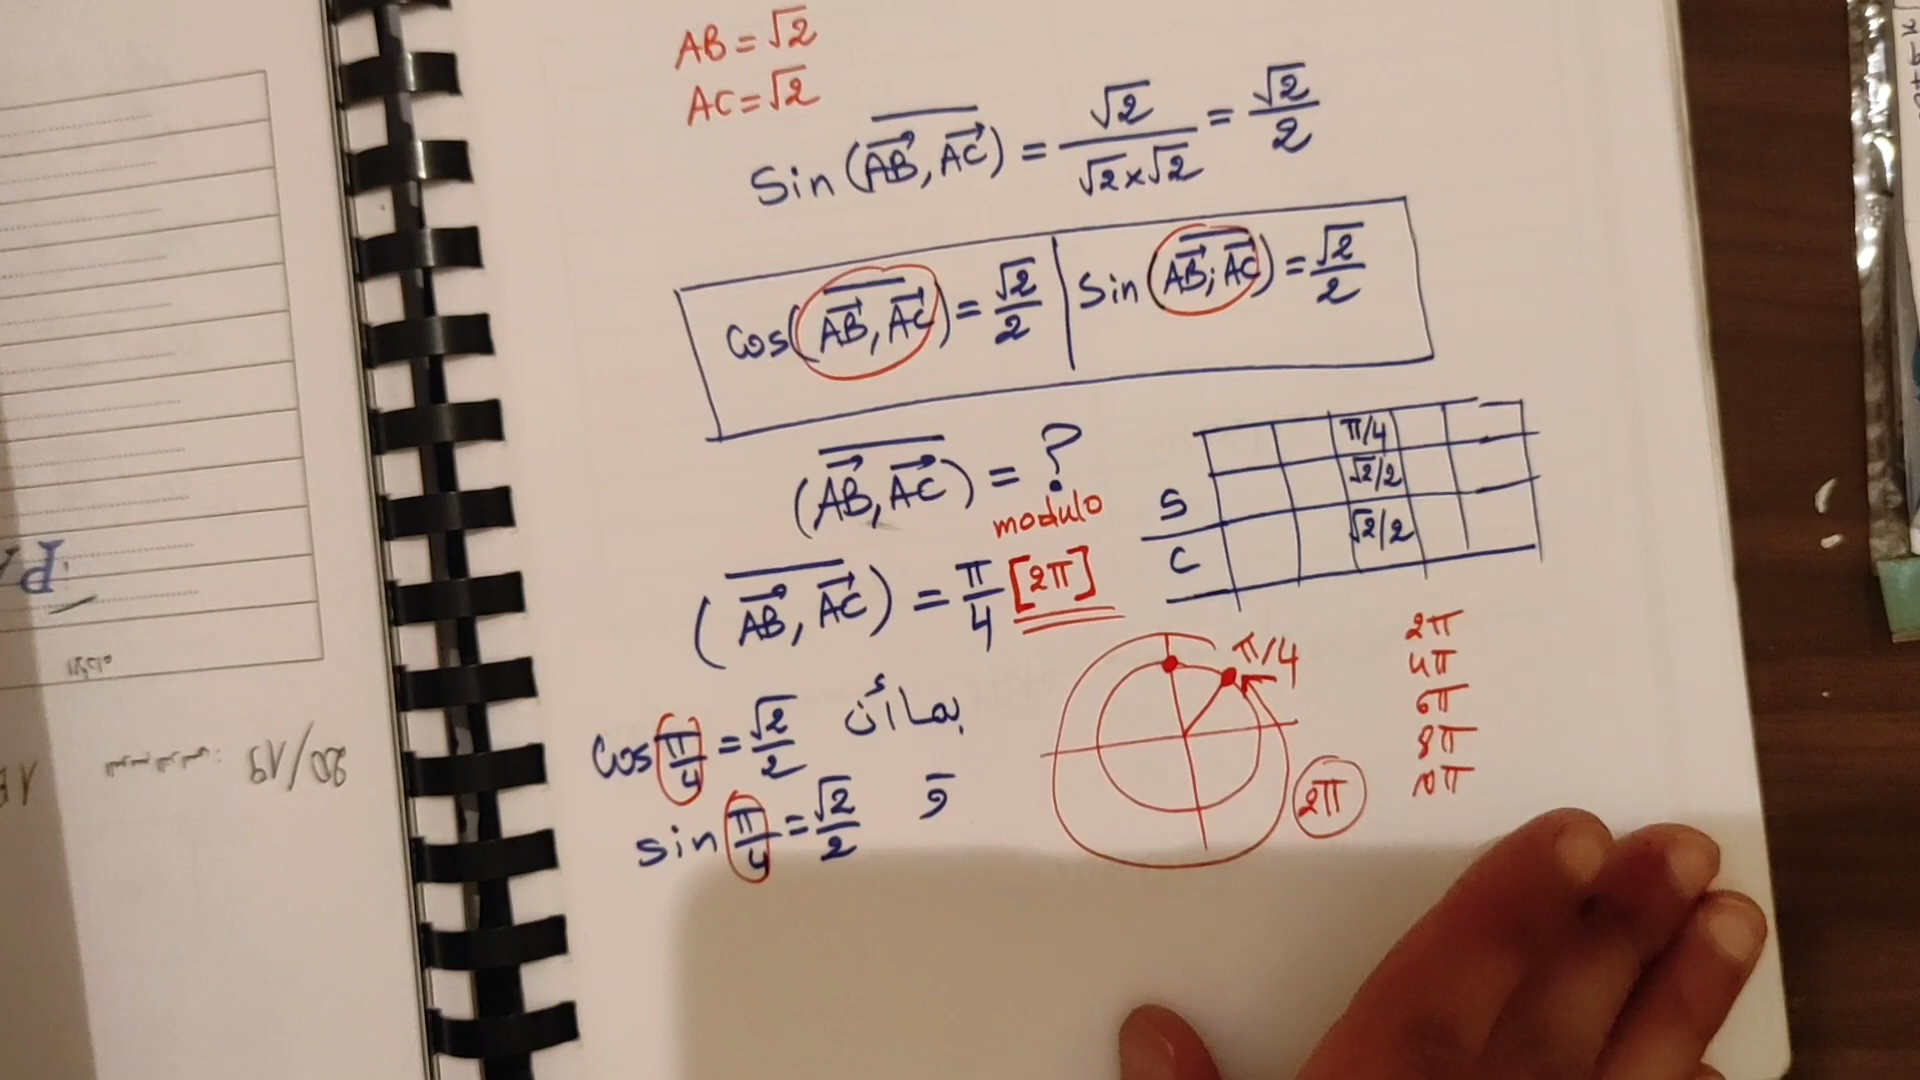 AB = √2
AC = √2
Sin (AB, AC) = √2 / √2 × √2 = √2 / 2
Cos (AB, AC) = √2 / 2 | Sin (AB; AC) = √2 / 2
(AB, AC) = ?
modulo
(AB, AC) = π/4 [2π]
π/4
S √2/2
C √2/2
cos π/4 = √2/2 بما أن
sin π/4 = √2/2 و
π/4
2π
2π
4π
6π
8π
10π
20/19